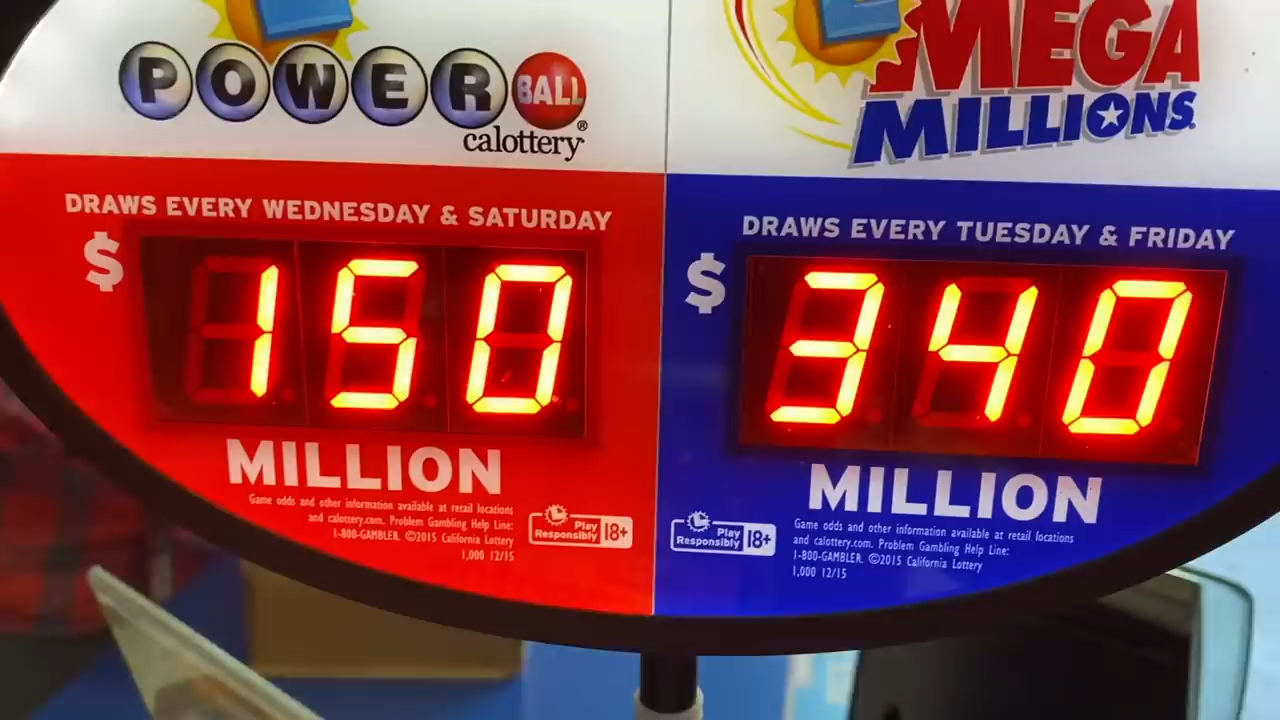 POWER BALL
calottery®
DRAWS EVERY WEDNESDAY & SATURDAY
$ 150
MILLION
Game odds and other information available at retail locations
and calottery.com. Problem Gambling Help Line:
1-800-GAMBLER. ©2015 California Lottery
1,000 12/15
Play
Responsibly 18+
MEGA
MILLIONS
DRAWS EVERY TUESDAY & FRIDAY
$ 340
MILLION
Play
Responsibly 18+
Game odds and other information available at retail locations
and calottery.com. Problem Gambling Help Line:
1-800-GAMBLER. ©2015 California Lottery
1,000 12/15